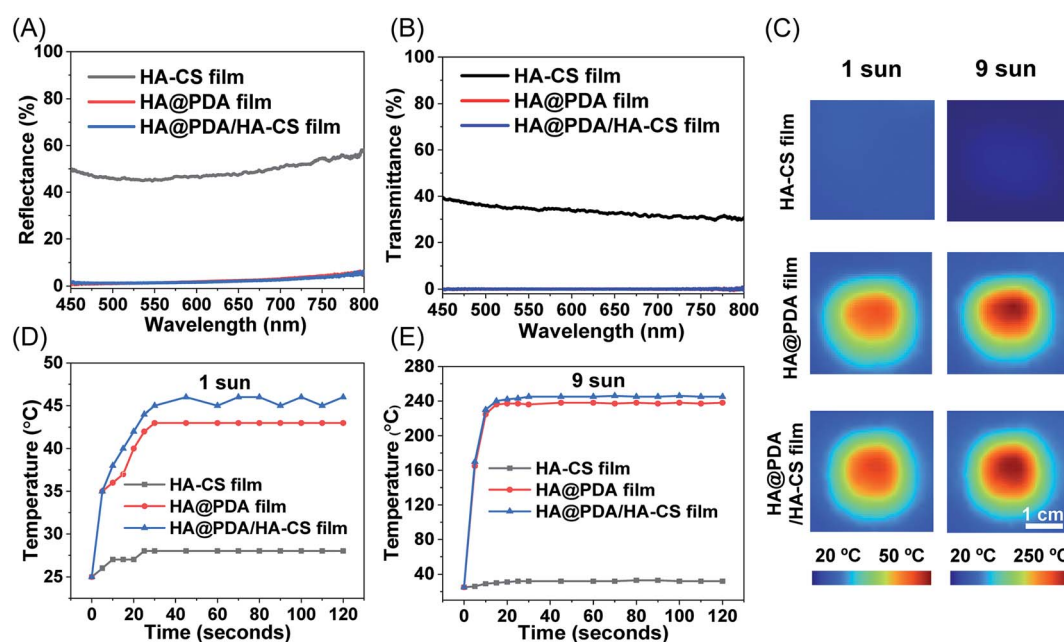 (A)
100
80
60
40
20
0
Reflectance (%)
HA-CS film
HA@PDA film
HA@PDA/HA-CS film
450 500 550 600 650 700 750 800
Wavelength (nm)
(B)
100
80
60
40
20
0
Transmittance (%)
HA-CS film
HA@PDA film
HA@PDA/HA-CS film
450 500 550 600 650 700 750 800
Wavelength (nm)
(C)
1 sun 9 sun
HA-CS film
HA@PDA film
HA@PDA
/HA-CS film
1 cm
20 ºC 50 ºC 20 ºC 250 ºC
(D)
50
45
40
35
30
25
Temperature (°C)
1 sun
HA-CS film
HA@PDA film
HA@PDA/HA-CS film
0 20 40 60 80 100 120
Time (seconds)
(E)
280
240
200
160
120
80
40
Temperature (°C)
9 sun
HA-CS film
HA@PDA film
HA@PDA/HA-CS film
0 20 40 60 80 100 120
Time (seconds)